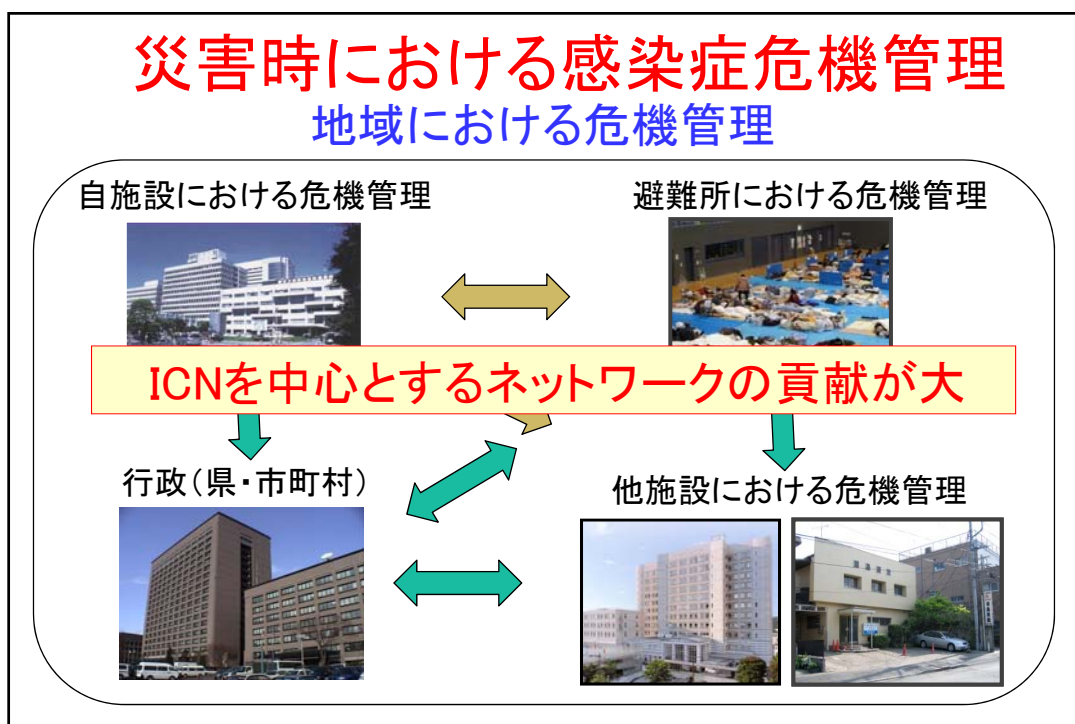 災害時における感染症危機管理
地域における危機管理
自施設における危機管理
避難所における危機管理
ICNを中心とするネットワークの貢献が大
行政（県・市町村）
他施設における危機管理